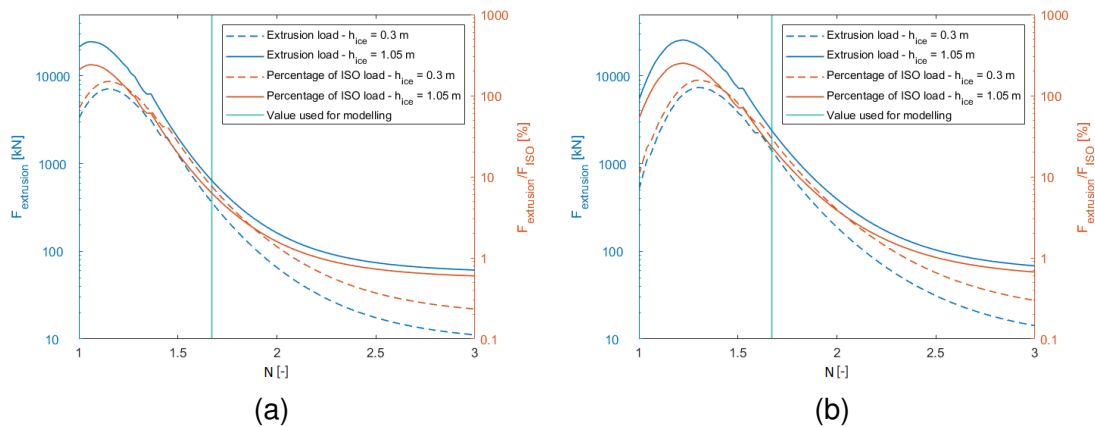 Extrusion load - h_ice = 0.3 m
Extrusion load - h_ice = 1.05 m
Percentage of ISO load - h_ice = 0.3 m
Percentage of ISO load - h_ice = 1.05 m
Value used for modelling
10000
1000
100
10
F_extrusion [kN]
1000
100
10
1
0.1
F_extrusion/F_ISO [%]
1 1.5 2 2.5 3
N [-]
(a)
Extrusion load - h_ice = 0.3 m
Extrusion load - h_ice = 1.05 m
Percentage of ISO load - h_ice = 0.3 m
Percentage of ISO load - h_ice = 1.05 m
Value used for modelling
10000
1000
100
10
F_extrusion [kN]
1000
100
10
1
0.1
F_extrusion/F_ISO [%]
1 1.5 2 2.5 3
N [-]
(b)